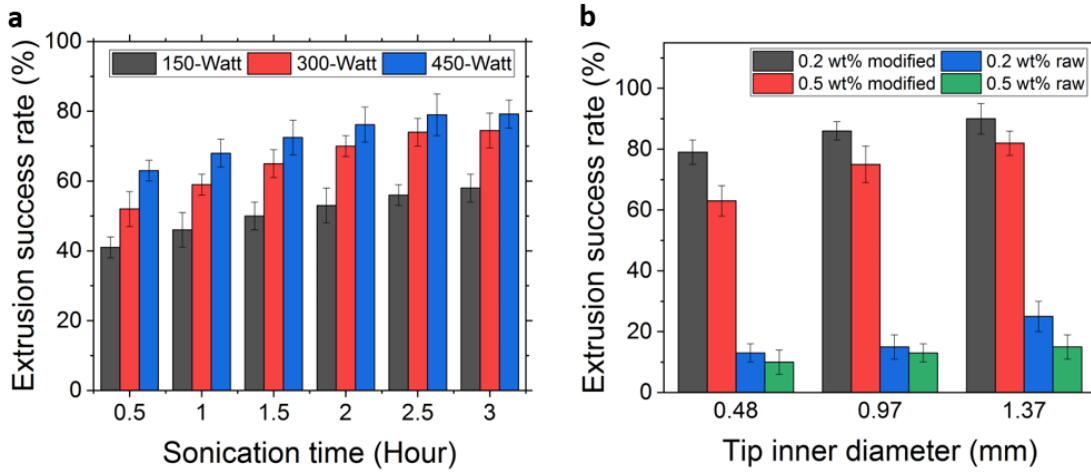 a
Extrusion success rate (%)
100
80
60
40
20
0
150-Watt 300-Watt 450-Watt
0.5 1 1.5 2 2.5 3
Sonication time (Hour)
b
Extrusion success rate (%)
100
80
60
40
20
0
0.2 wt% modified 0.2 wt% raw
0.5 wt% modified 0.5 wt% raw
0.48 0.97 1.37
Tip inner diameter (mm)